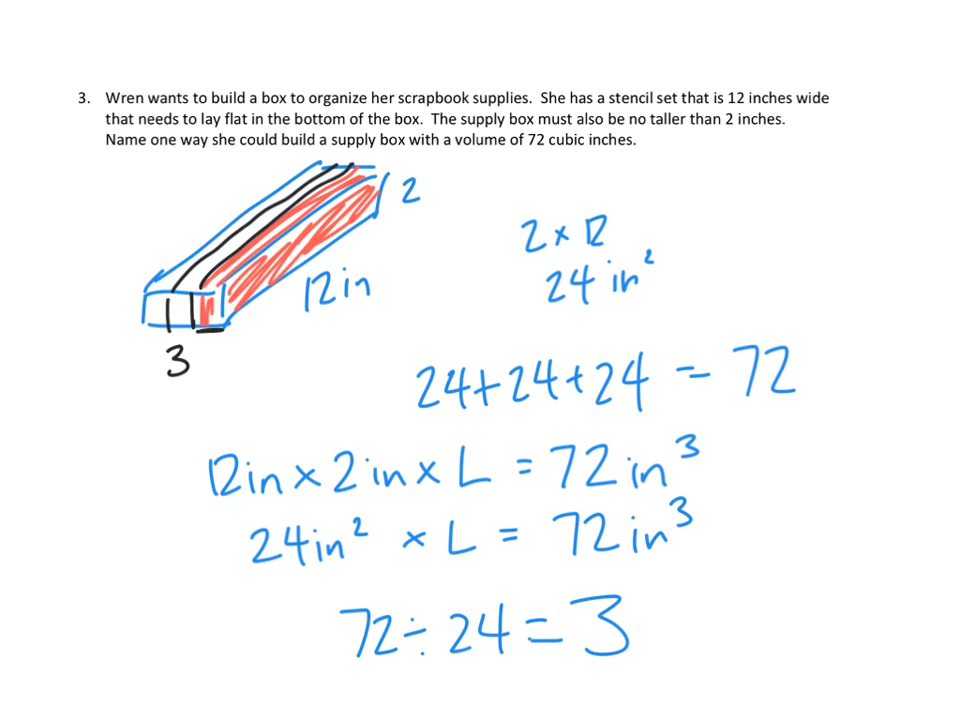 3. Wren wants to build a box to organize her scrapbook supplies. She has a stencil set that is 12 inches wide
that needs to lay flat in the bottom of the box. The supply box must also be no taller than 2 inches.
Name one way she could build a supply box with a volume of 72 cubic inches.
2
12in
3
2 x 12
24 in²
24+24+24 = 72
12in x 2in x L = 72in³
24in² x L = 72in³
72÷24=3